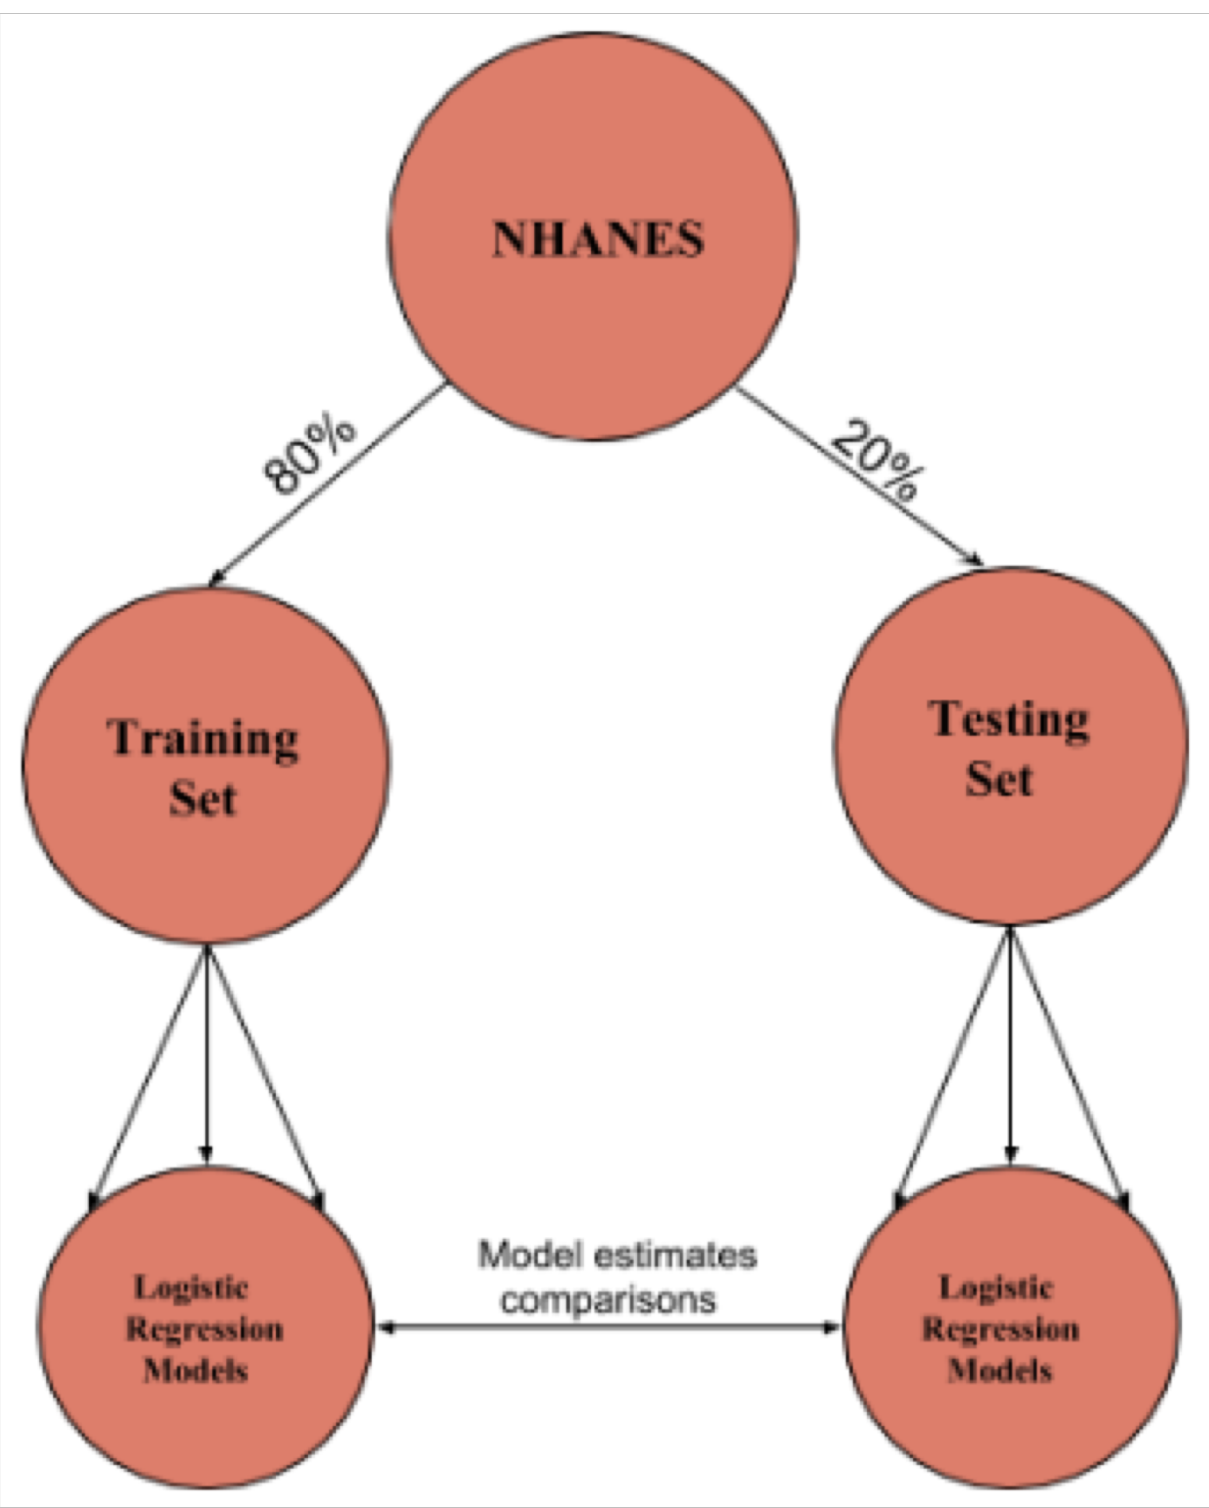 NHANES
80%
20%
Training
Set
Testing
Set
Model estimates
comparisons
Logistic
Regression
Models
Logistic
Regression
Models